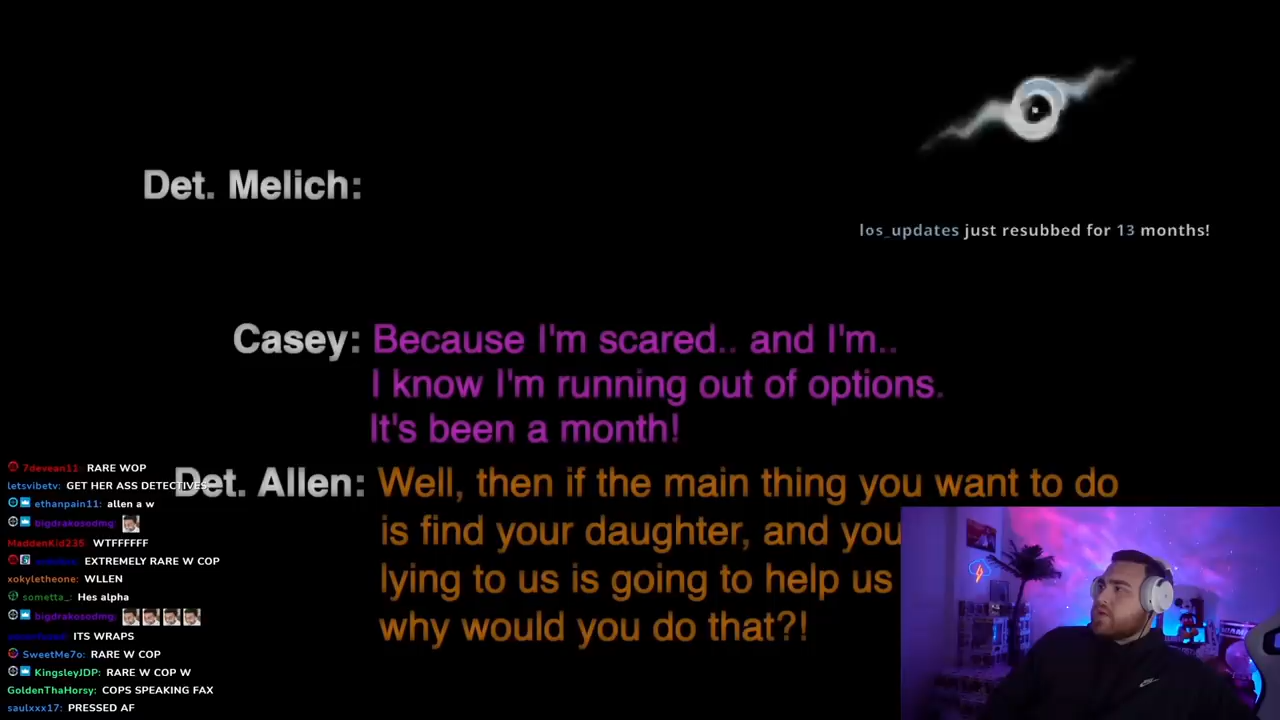 Det. Melich:
los_updates just resubbed for 13 months!
Casey: Because I'm scared.. and I'm..
I know I'm running out of options.
It's been a month!
Det. Allen: Well, then if the main thing you want to do
is find your daughter, and you
lying to us is going to help us
why would you do that?!
7devean11: RARE WOP
letsvibetv: GET HER ASS DETECTIVES
ethanpain11: allen a w
bigdrakosodmg:
MaddenKid235 WTFFFFFF
EXTREMELY RARE W COP
xokyletheone: WLLEN
sometta_: Hes alpha
bigdrakosodmg:
ITS WRAPS
SweetMe7o: RARE W COP
KingsleyJDP: RARE W COP W
GoldenThaHorsy: COPS SPEAKING FAX
saulxxx17: PRESSED AF